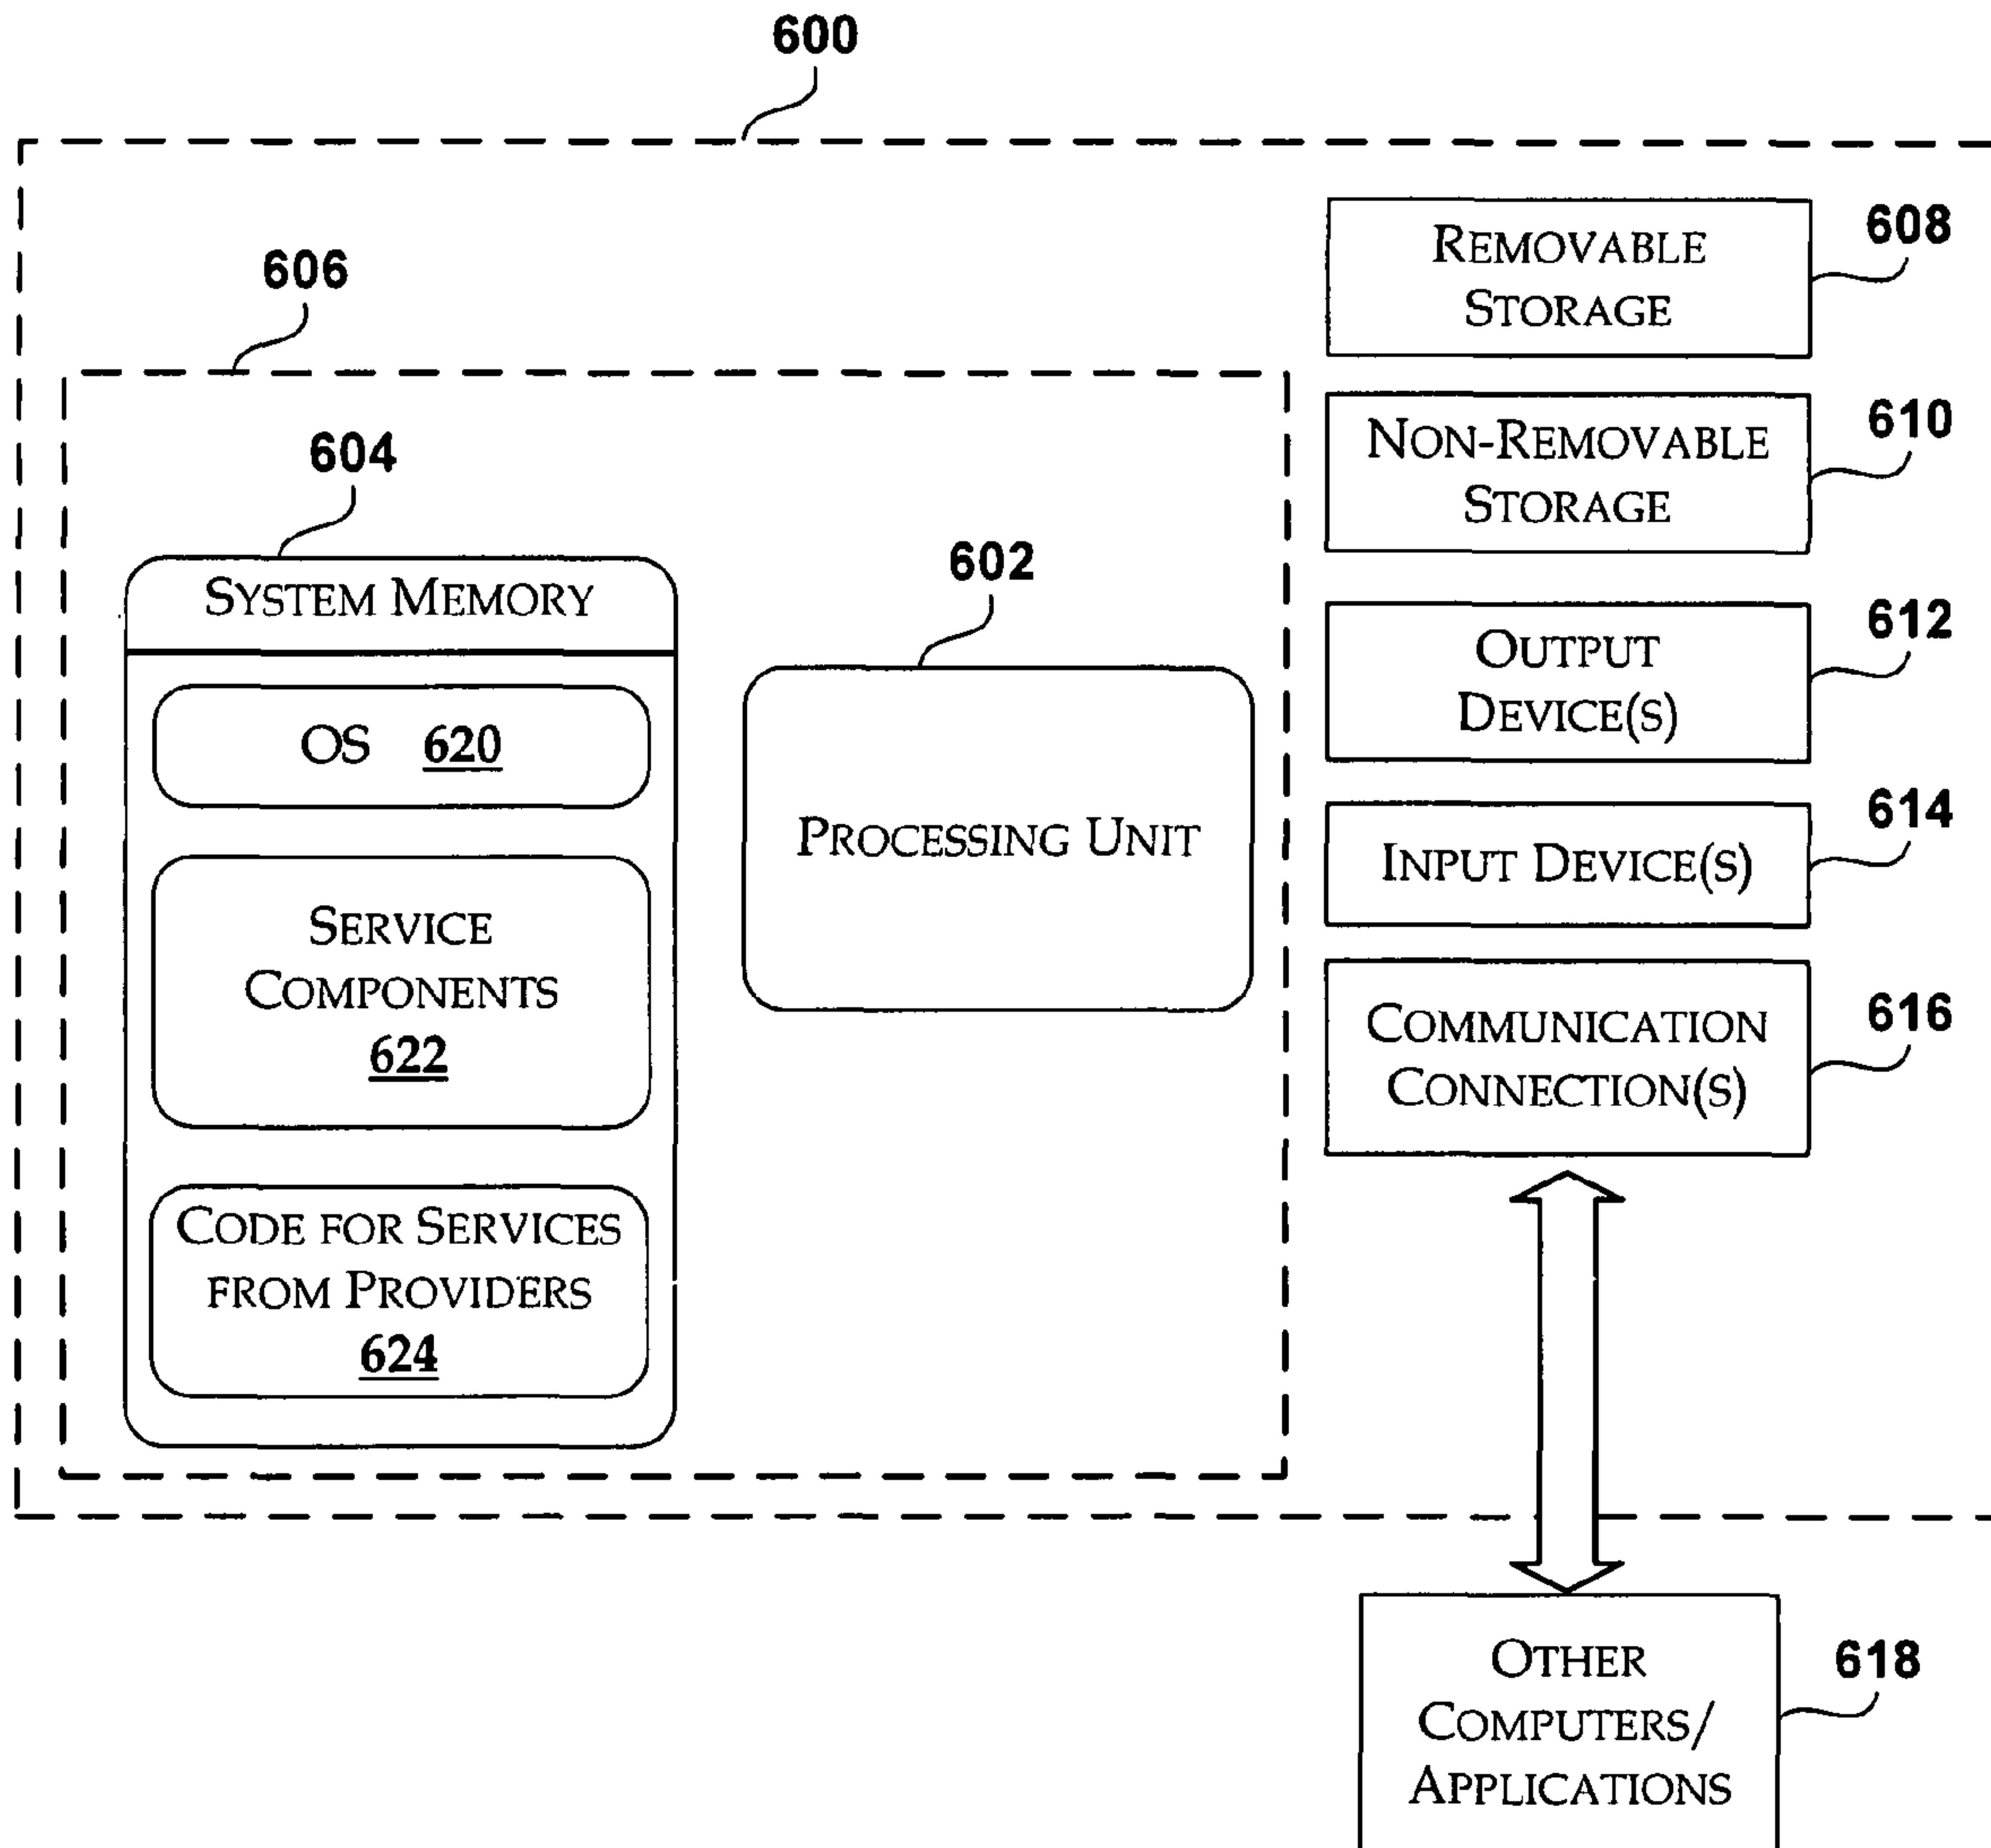 600
606
604
SYSTEM MEMORY
OS 620
SERVICE
COMPONENTS
622
CODE FOR SERVICES
FROM PROVIDERS
624
602
PROCESSING UNIT
REMOVABLE
STORAGE
608
NON-REMOVABLE
STORAGE
610
OUTPUT
DEVICE(S)
612
INPUT DEVICE(S)
614
COMMUNICATION
CONNECTION(S)
616
OTHER
COMPUTERS/
APPLICATIONS
618